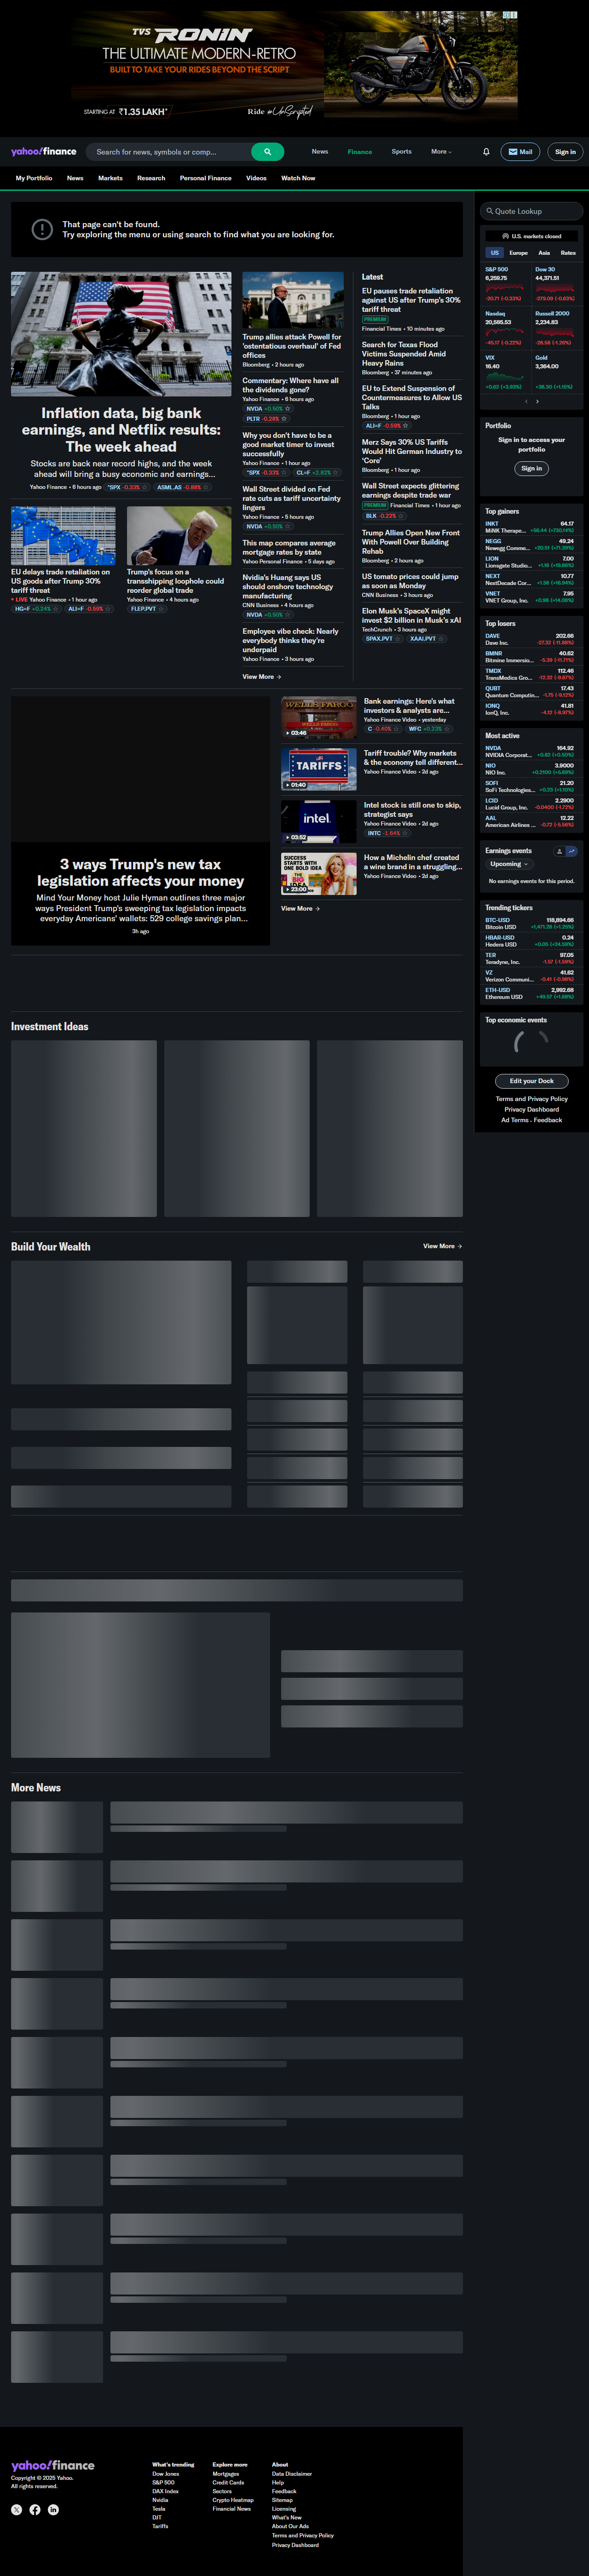 TVS
RONIN
THE ULTIMATE MODERN-RETRO
BUILT TO TAKE YOUR RIDES BEYOND THE SCRIPT
STARTING AT ₹1.35 LAKH*
Ride #UnScripted
yahoo!finance
Search for news, symbols or comp...
News
Finance
Sports
More
Mail
Sign in
My Portfolio
News
Markets
Research
Personal Finance
Videos
Watch Now
That page can't be found.
Try exploring the menu or using search to find what you are looking for.
Inflation data, big bank
earnings, and Netflix results:
The week ahead
Stocks are back near record highs, and the week
ahead will bring a busy economic and earnings...
Yahoo Finance • 6 hours ago
^SPX -0.33%
ASML.AS -0.88%
EU delays trade retaliation on
US goods after Trump 30%
tariff threat
• LIVE Yahoo Finance • 1 hour ago
HG=F +0.24%
ALI=F -0.59%
Trump's focus on a
transshipping loophole could
reorder global trade
Yahoo Finance • 4 hours ago
FLEP.PVT
Trump allies attack Powell for
'ostentatious overhaul' of Fed
offices
Bloomberg • 2 hours ago
Commentary: Where have all
the dividends gone?
Yahoo Finance • 6 hours ago
NVDA +0.50%
PLTR -0.28%
Why you don't have to be a
good market timer to invest
successfully
Yahoo Finance • 1 hour ago
^SPX -0.33%
CL=F +2.82%
Wall Street divided on Fed
rate cuts as tariff uncertainty
lingers
Yahoo Finance • 5 hours ago
NVDA +0.50%
This map compares average
mortgage rates by state
Yahoo Personal Finance • 5 days ago
Nvidia's Huang says US
should onshore technology
manufacturing
CNN Business • 4 hours ago
NVDA +0.50%
Employee vibe check: Nearly
everybody thinks they're
underpaid
Yahoo Finance • 3 hours ago
View More
Latest
EU pauses trade retaliation
against US after Trump's 30%
tariff threat
PREMIUM
Financial Times • 10 minutes ago
Search for Texas Flood
Victims Suspended Amid
Heavy Rains
Bloomberg • 37 minutes ago
EU to Extend Suspension of
Countermeasures to Allow US
Talks
Bloomberg • 1 hour ago
ALI=F -0.59%
Merz Says 30% US Tariffs
Would Hit German Industry to
'Core'
Bloomberg • 1 hour ago
Wall Street expects glittering
earnings despite trade war
PREMIUM Financial Times • 1 hour ago
BLK -0.22%
Trump Allies Open New Front
With Powell Over Building
Rehab
Bloomberg • 2 hours ago
US tomato prices could jump
as soon as Monday
CNN Business • 3 hours ago
Elon Musk's SpaceX might
invest $2 billion in Musk's xAI
TechCrunch • 3 hours ago
SPAX.PVT
XAAI.PVT
3 ways Trump's new tax
legislation affects your money
Mind Your Money host Julie Hyman outlines three major
ways President Trump's sweeping tax legislation impacts
everyday Americans' wallets: 529 college savings plan...
3h ago
WELLS FARGO
WELLS FARGO
03:46
Bank earnings: Here's what
investors & analysts are...
Yahoo Finance Video • yesterday
C -0.40%
WFC +0.23%
TARIFFS
01:40
Tariff trouble? Why markets
& the economy tell different...
Yahoo Finance Video • 2d ago
intel.
03:52
Intel stock is still one to skip,
strategist says
Yahoo Finance Video • 2d ago
INTC -1.64%
SUCCESS
STARTS WITH
ONE BOLD IDEA
THE BIG
IDEA
23:00
How a Michelin chef created
a wine brand in a struggling...
Yahoo Finance Video • 2d ago
View More
Investment Ideas
Build Your Wealth
View More
More News
Quote Lookup
U.S. markets closed
US
Europe
Asia
Rates
S&P 500
6,259.75
-20.71 (-0.33%)
Dow 30
44,371.51
-279.09 (-0.63%)
Nasdaq
20,585.53
-45.17 (-0.22%)
Russell 2000
2,234.83
-28.58 (-1.26%)
VIX
16.40
+0.62 (+3.93%)
Gold
3,364.00
+38.30 (+1.15%)
Portfolio
Sign in to access your
portfolio
Sign in
Top gainers
INKT 64.17
MiNK Therape... +56.44 (+730.14%)
NEGG 49.24
Newegg Comme... +20.51 (+71.39%)
LION 7.00
Lionsgate Studio... +1.16 (+19.86%)
NEXT 10.77
NextDecade Cor... +1.56 (+16.94%)
VNET 7.95
VNET Group, Inc. +0.98 (+14.06%)
Top losers
DAVE 202.66
Dave Inc. -27.32 (-11.88%)
BMNR 40.62
Bitmine Immersio... -5.39 (-11.71%)
TMDX 112.46
TransMedics Gro... -12.32 (-9.87%)
QUBT 17.43
Quantum Computin... -1.75 (-9.12%)
IONQ 41.81
IonQ, Inc. -4.12 (-8.97%)
Most active
NVDA 164.92
NVIDIA Corporat... +0.82 (+0.50%)
NIO 3.9000
NIO Inc. +0.2100 (+5.69%)
SOFI 21.20
SoFi Technologies... +0.23 (+1.10%)
LCID 2.2900
Lucid Group, Inc. -0.0400 (-1.72%)
AAL 12.22
American Airlines ... -0.72 (-5.56%)
Earnings events
Upcoming
No earnings events for this period.
Trending tickers
BTC-USD 118,894.66
Bitcoin USD +1,471.28 (+1.25%)
HBAR-USD 0.24
Hedera USD +0.05 (+24.59%)
TER 97.05
Teradyne, Inc. -1.57 (-1.59%)
VZ 41.62
Verizon Communi... -0.41 (-0.98%)
ETH-USD 2,992.66
Ethereum USD +49.57 (+1.68%)
Top economic events
Edit your Dock
Terms and Privacy Policy
Privacy Dashboard
Ad Terms . Feedback
yahoo!finance
Copyright © 2025 Yahoo.
All rights reserved.
What's trending
Dow Jones
S&P 500
DAX Index
Nvidia
Tesla
DJT
Tariffs
Explore more
Mortgages
Credit Cards
Sectors
Crypto Heatmap
Financial News
About
Data Disclaimer
Help
Feedback
Sitemap
Licensing
What's New
About Our Ads
Terms and Privacy Policy
Privacy Dashboard